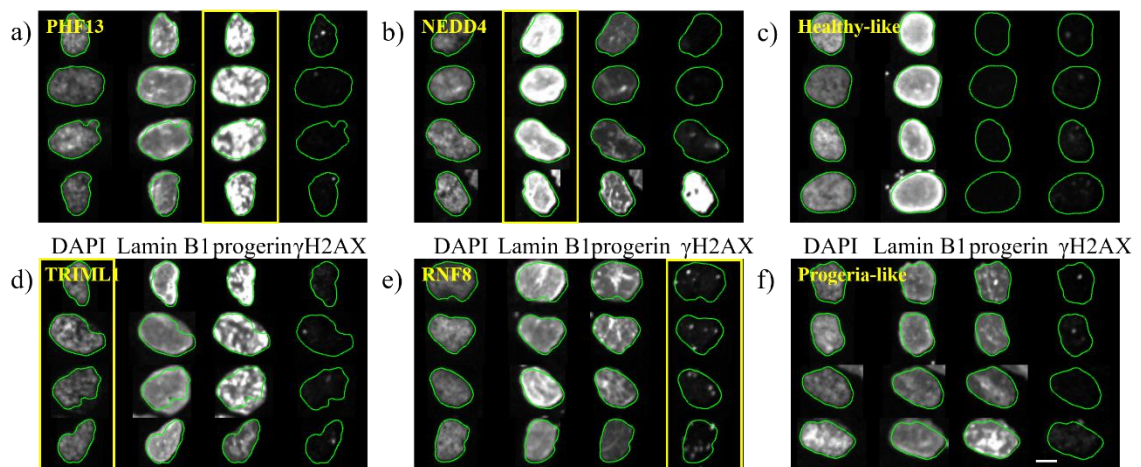 a) PHF13
b) NEDD4
c) Healthy-like
DAPI Lamin B1 progerin γH2AX
DAPI Lamin B1 progerin γH2AX
DAPI Lamin B1 progerin γH2AX
d) TRIML1
e) RNF8
f) Progeria-like